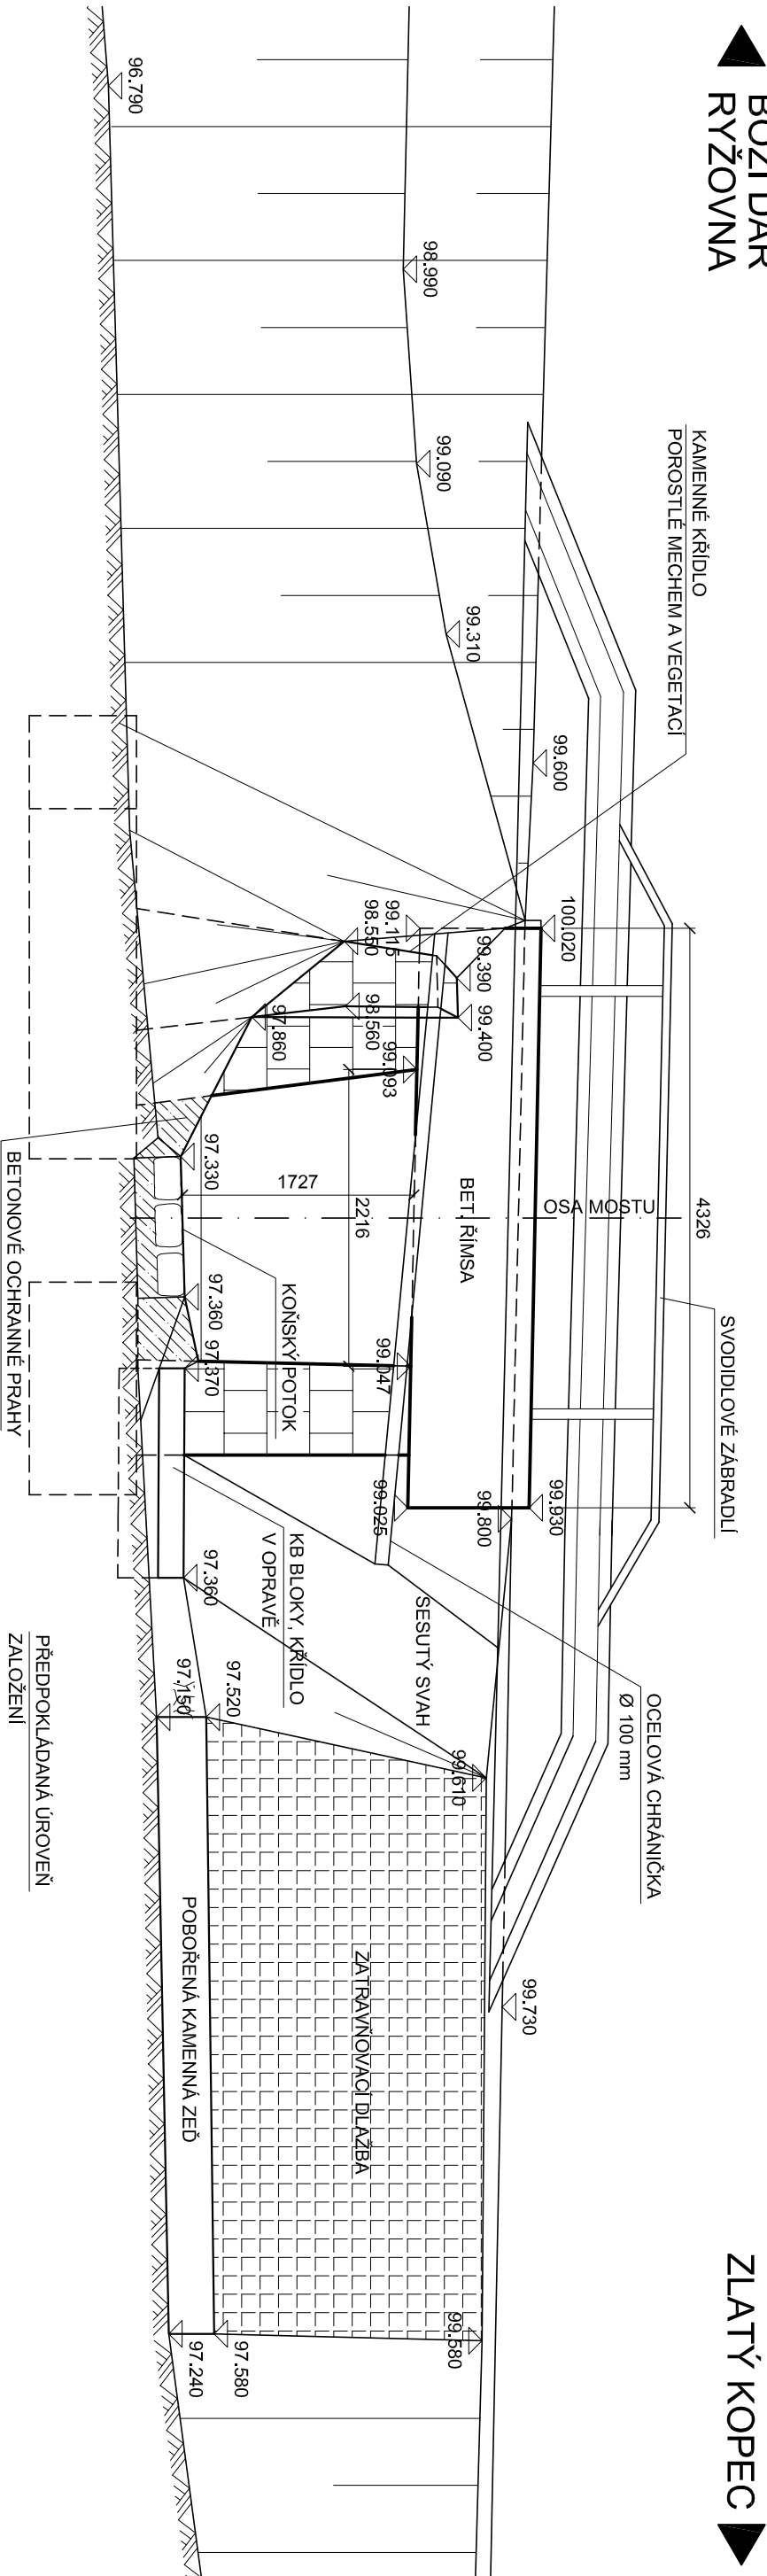 BOŽÍ DAR
RYŽOVNA
ZLATÝ KOPEC
KAMENNÉ KŘÍDLO
POROSTLÉ MECHEM A VEGETACÍ
SVODIDLOVÉ ZÁBRADLÍ
OCELOVÁ CHRÁNIČKA
Ø 100 mm
4326
OSA MOSTU
96.790
98.990
99.090
99.310
99.600
100.020
99.115
98.550
99.390
99.400
98.560
97.860
99.093
97.330
1727
2216
BET. ŘÍMSA
KOŇSKÝ POTOK
97.360
97.370
99.047
99.025
99.800
99.930
97.360
KB BLOKY, KŘÍDLO
V OPRAVĚ
SESUTÝ SVAH
97.150
97.520
99.610
99.730
POBOŘENÁ KAMENNÁ ZEĎ
ZATRAVŇOVACÍ DLAŽBA
99.580
97.580
97.240
BETONOVÉ OCHRANNÉ PRAHY
PŘEDPOKLÁDANÁ ÚROVEŇ
ZALOŽENÍ